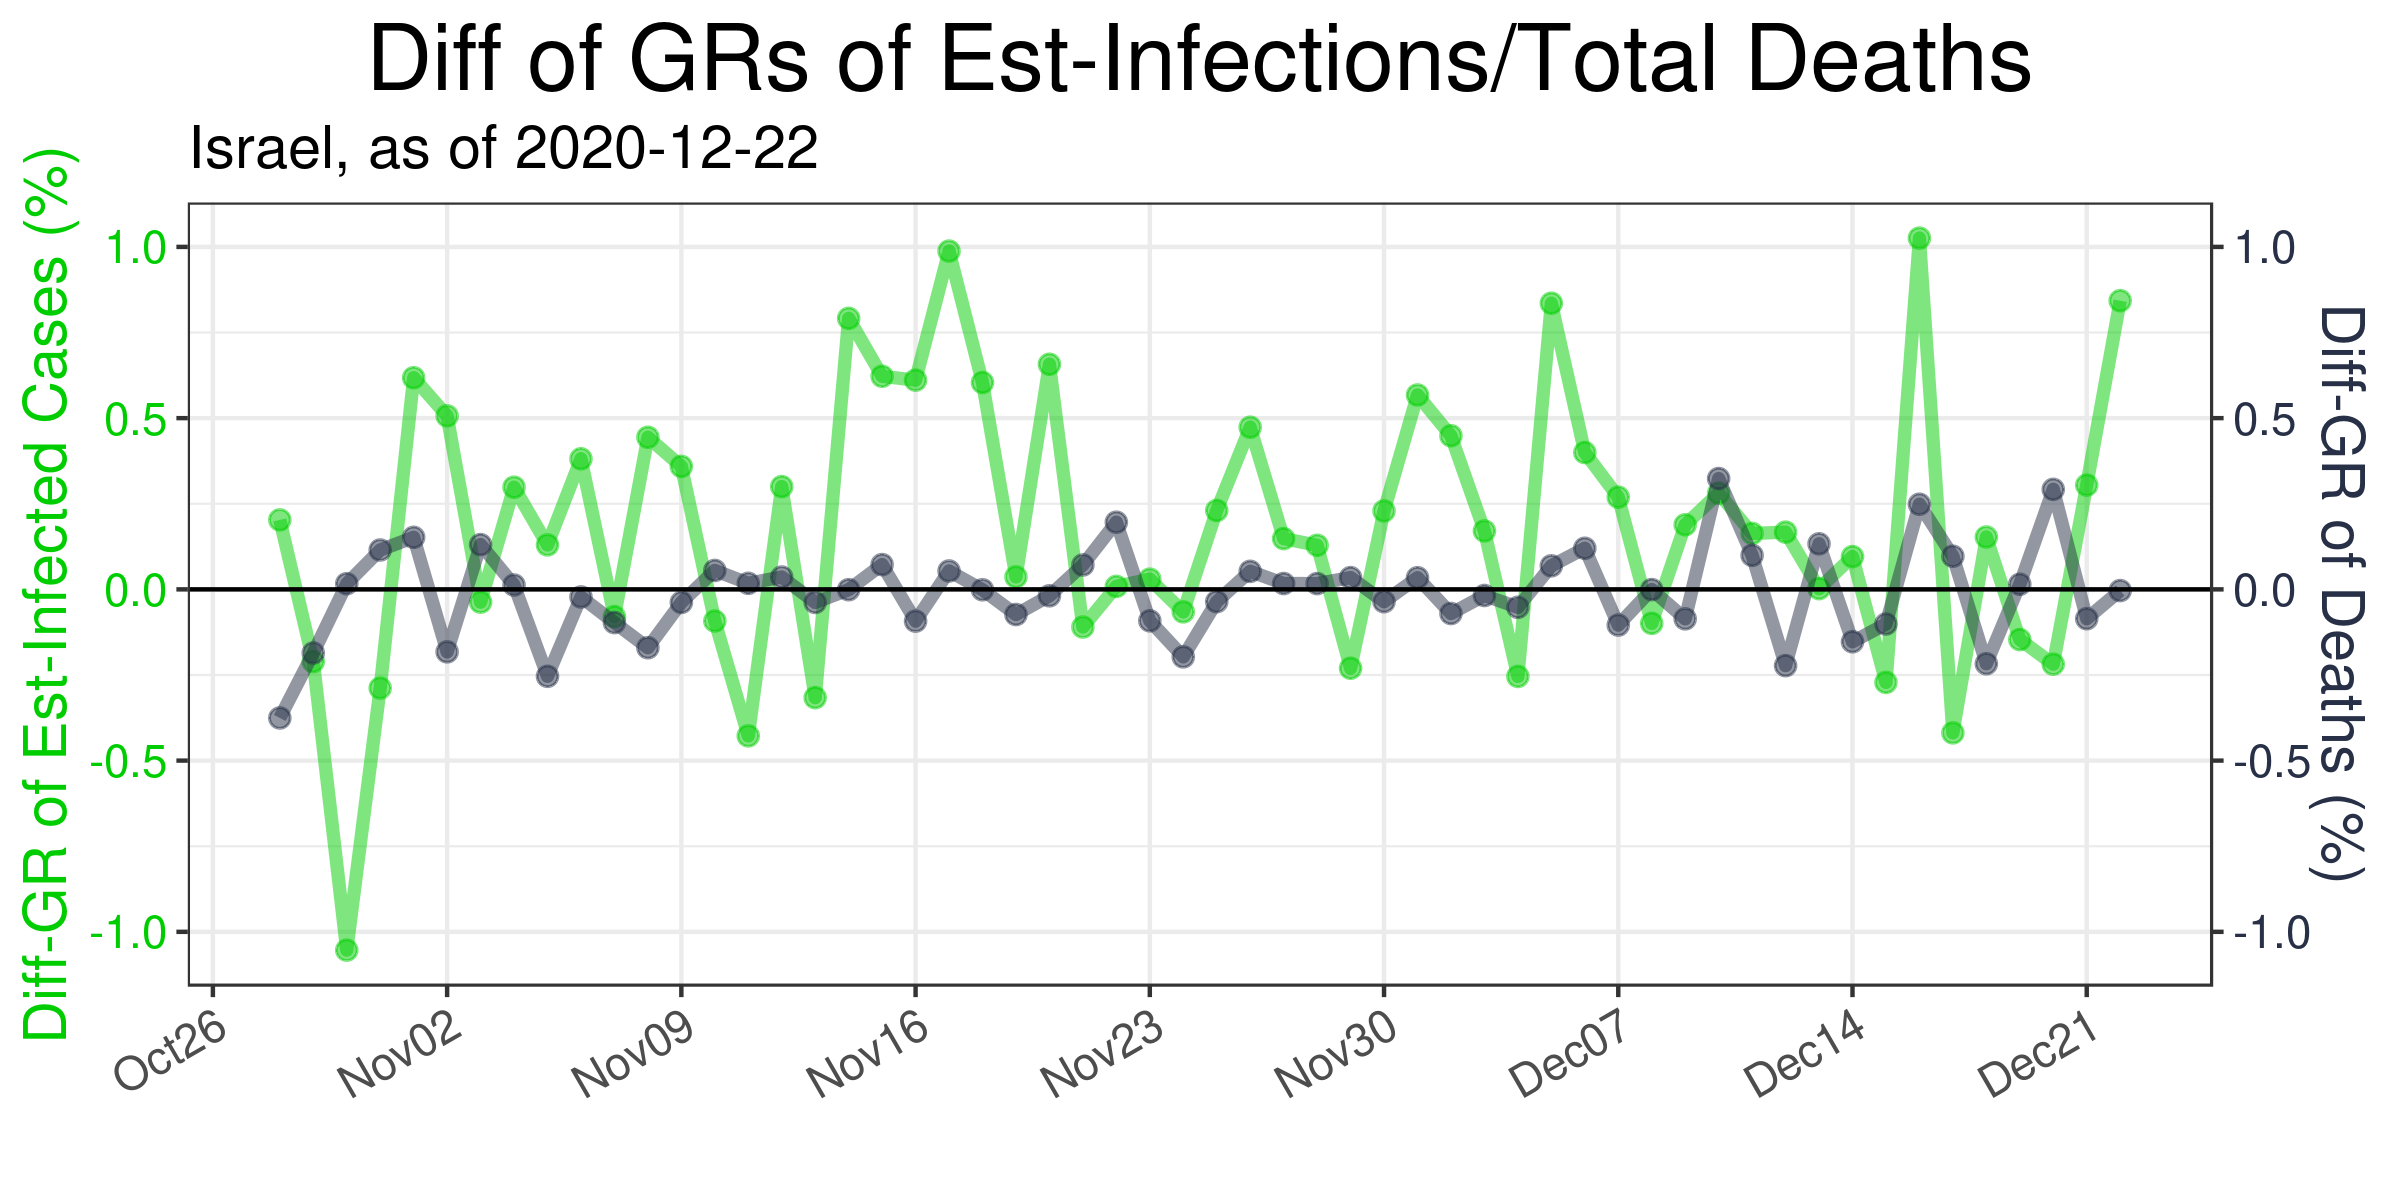 Diff of GRs of Est-Infections/Total Deaths
Israel, as of 2020-12-22
Diff-GR of Est-Infected Cases (%)
1.0
0.5
0.0
-0.5
-1.0
1.0
0.5
0.0
-0.5
-1.0
Diff-GR of Deaths (%)
Oct26
Nov02
Nov09
Nov16
Nov23
Nov30
Dec07
Dec14
Dec21